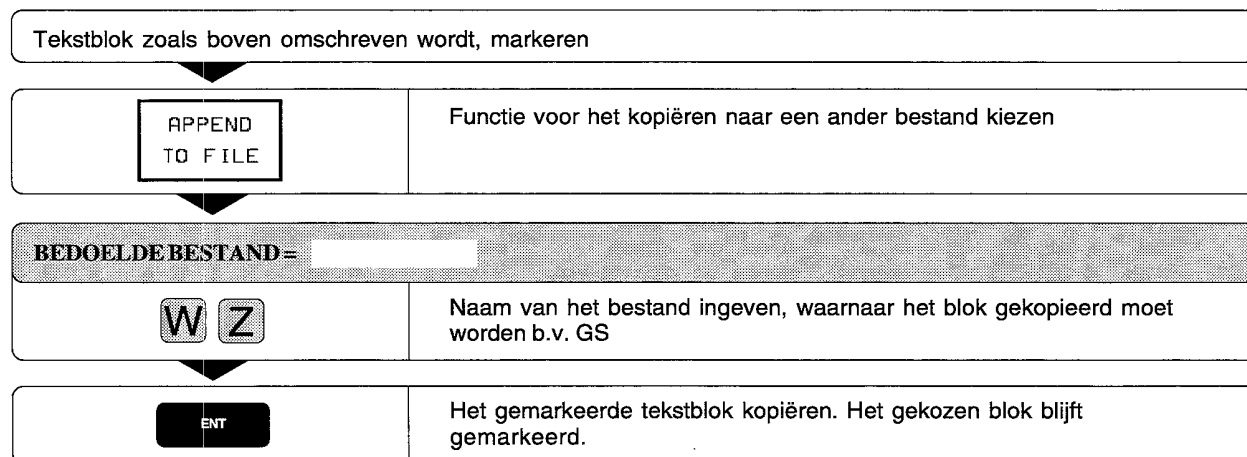 Tekstblok zoals boven omschreven wordt, markeren
APPEND
TO FILE
Functie voor het kopiëren naar een ander bestand kiezen
BEDOELDE BESTAND =
W Z
Naam van het bestand ingeven, waarnaar het blok gekopieerd moet
worden b.v. GS
ENT
Het gemarkeerde tekstblok kopiëren. Het gekozen blok blijft
gemarkeerd.